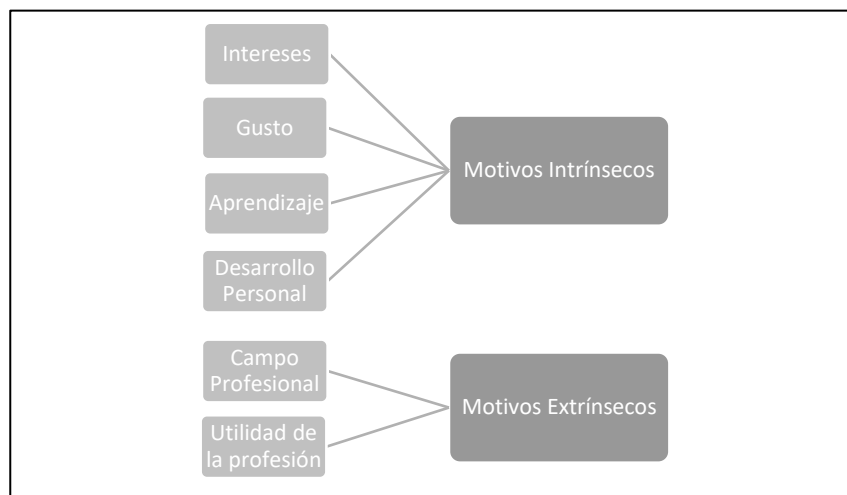 Intereses
Gusto
Motivos Intrínsecos
Aprendizaje
Desarrollo
Personal
Campo
Profesional
Motivos Extrínsecos
Utilidad de
la profesión